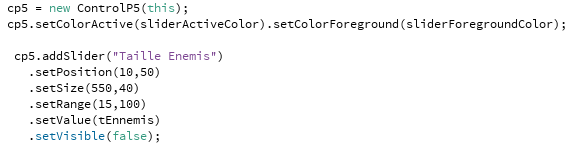 cp5 = new ControlP5(this);
cp5.setColorActive(sliderActiveColor).setColorForeground(sliderForegroundColor);
cp5.addSlider("Taille Enemis")
.setPosition(10,50)
.setSize(550,40)
.setRange(15,100)
.setValue(tEnnemis)
.setVisible(false);